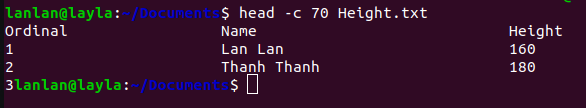 lanlan@layla:~/Documents$ head -c 70 Height.txt
Ordinal Name Height
1 Lan Lan 160
2 Thanh Thanh 180
3lanlan@layla:~/Documents$